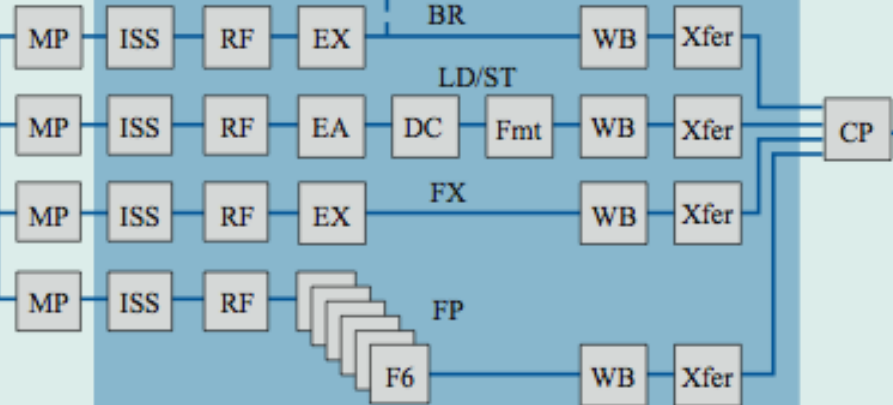 BR
MP ISS RF EX WB Xfer
LD/ST
MP ISS RF EA DC Fmt WB Xfer CP
FX
MP ISS RF EX WB Xfer
MP ISS RF FP
F6 WB Xfer